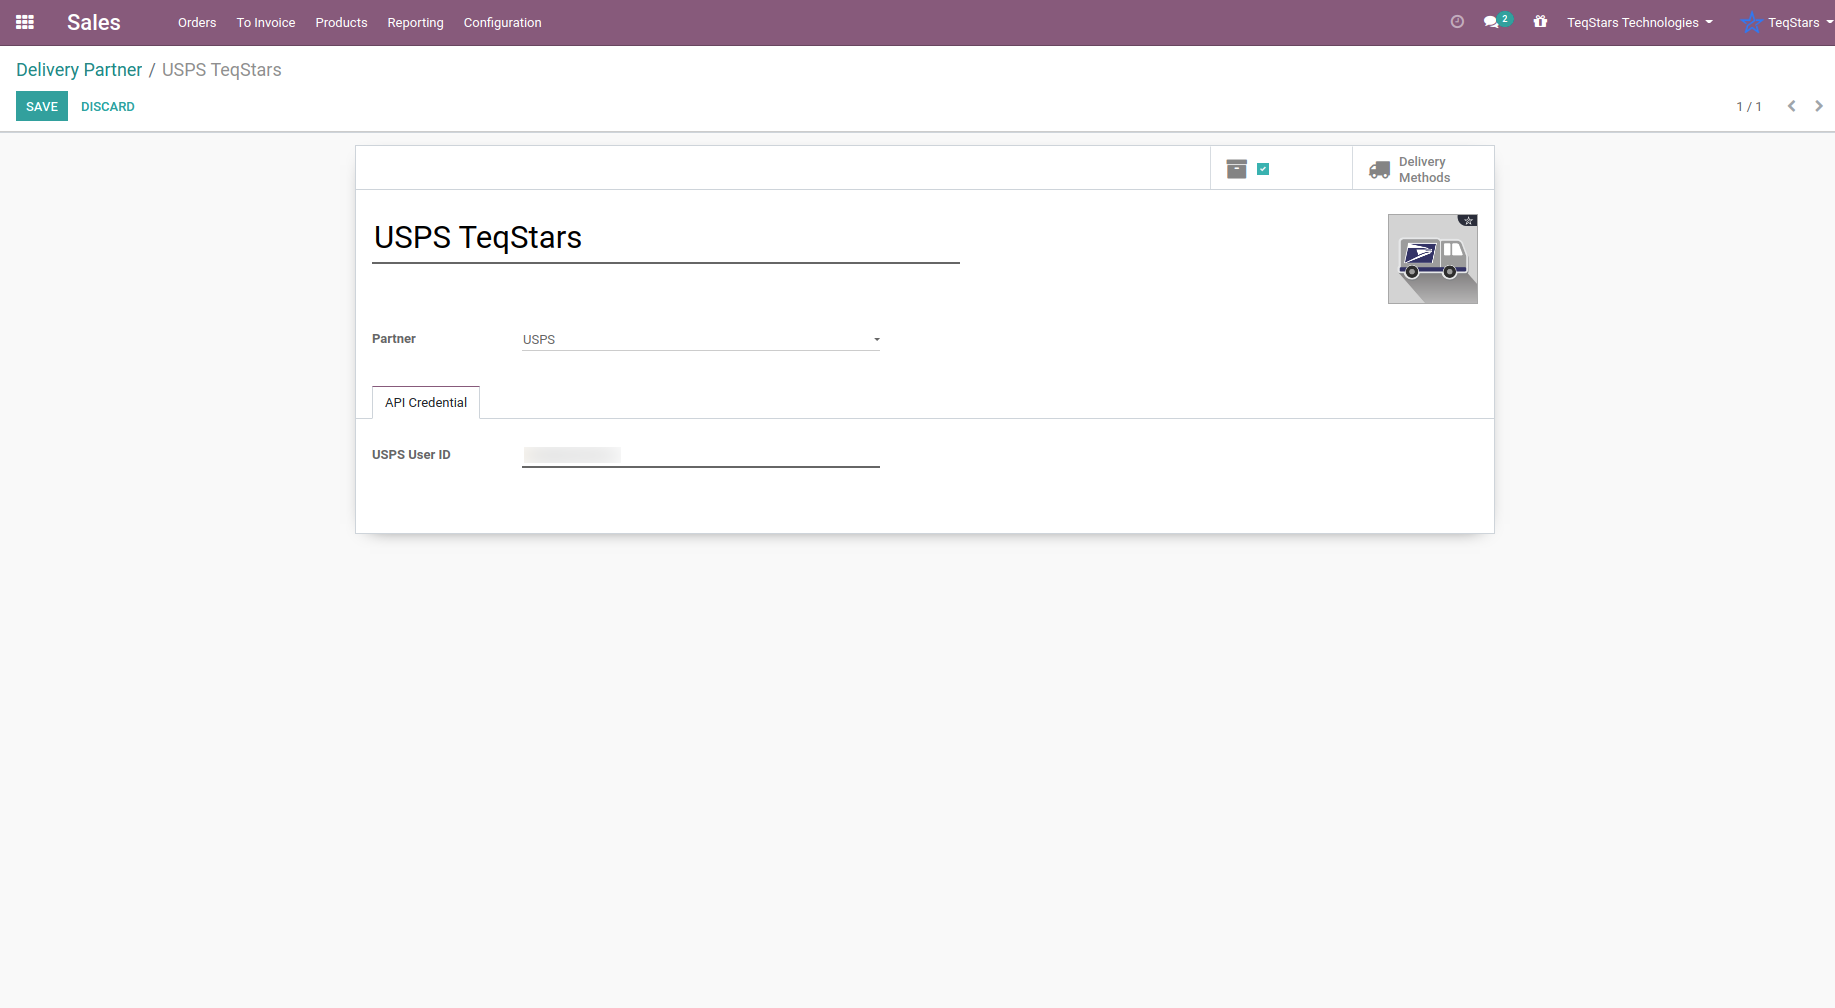 Sales Orders To Invoice Products Reporting Configuration 2 TeqStars Technologies TeqStars
Delivery Partner / USPS TeqStars
SAVE DISCARD 1 / 1
Delivery
Methods
USPS TeqStars
Partner USPS
API Credential
USPS User ID